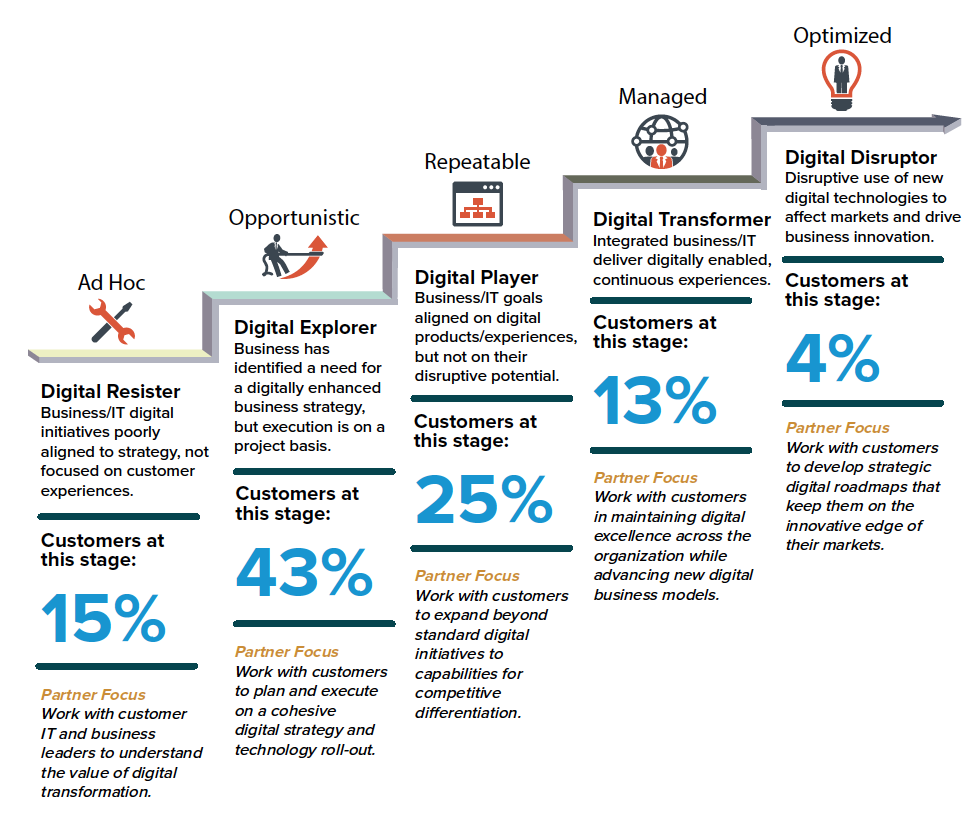 Ad Hoc
Digital Resister
Business/IT digital
initiatives poorly
aligned to strategy, not
focused on customer
experiences.
Customers at
this stage:
15%
Partner Focus
Work with customer
IT and business
leaders to understand
the value of digital
transformation.
Opportunistic
Digital Explorer
Business has
identified a need for
a digitally enhanced
business strategy,
but execution is on a
project basis.
Customers at
this stage:
43%
Partner Focus
Work with customers
to plan and execute
on a cohesive
digital strategy and
technology roll-out.
Repeatable
Digital Player
Business/IT goals
aligned on digital
products/experiences,
but not on their
disruptive potential.
Customers at
this stage:
25%
Partner Focus
Work with customers
to expand beyond
standard digital
initiatives to
capabilities for
competitive
differentiation.
Managed
Digital Transformer
Integrated business/IT
deliver digitally enabled,
continuous experiences.
Customers at
this stage:
13%
Partner Focus
Work with customers
in maintaining digital
excellence across the
organization while
advancing new digital
business models.
Optimized
Digital Disruptor
Disruptive use of new
digital technologies to
affect markets and drive
business innovation.
Customers at
this stage:
4%
Partner Focus
Work with customers
to develop strategic
digital roadmaps that
keep them on the
innovative edge of
their markets.